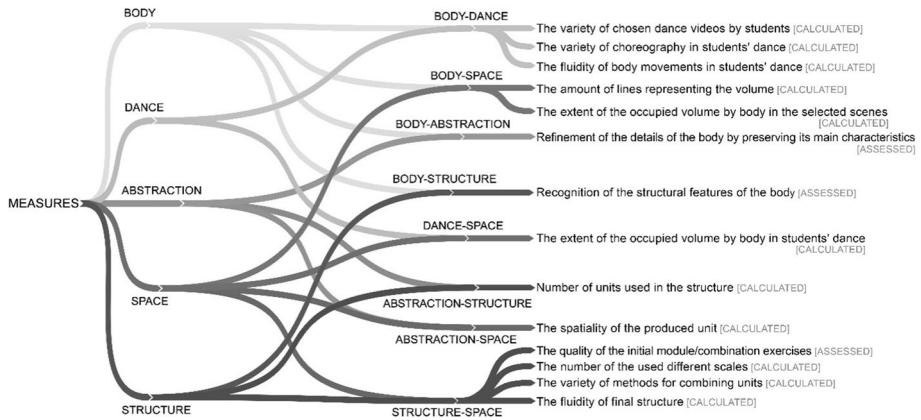 MEASURES
BODY
DANCE
ABSTRACTION
SPACE
STRUCTURE
BODY-DANCE
BODY-SPACE
BODY-ABSTRACTION
BODY-STRUCTURE
DANCE-SPACE
ABSTRACTION-STRUCTURE
ABSTRACTION-SPACE
STRUCTURE-SPACE
The variety of chosen dance videos by students [CALCULATED]
The variety of choreography in students' dance [CALCULATED]
The fluidity of body movements in students' dance [CALCULATED]
The amount of lines representing the volume [CALCULATED]
The extent of the occupied volume by body in the selected scenes
[CALCULATED]
Refinement of the details of the body by preserving its main characteristics
[ASSESSED]
Recognition of the structural features of the body [ASSESSED]
The extent of the occupied volume by body in students' dance
[CALCULATED]
Number of units used in the structure [CALCULATED]
The spatiality of the produced unit [CALCULATED]
The quality of the initial module/combination exercises [ASSESSED]
The number of the used different scales [CALCULATED]
The variety of methods for combining units [CALCULATED]
The fluidity of final structure [CALCULATED]